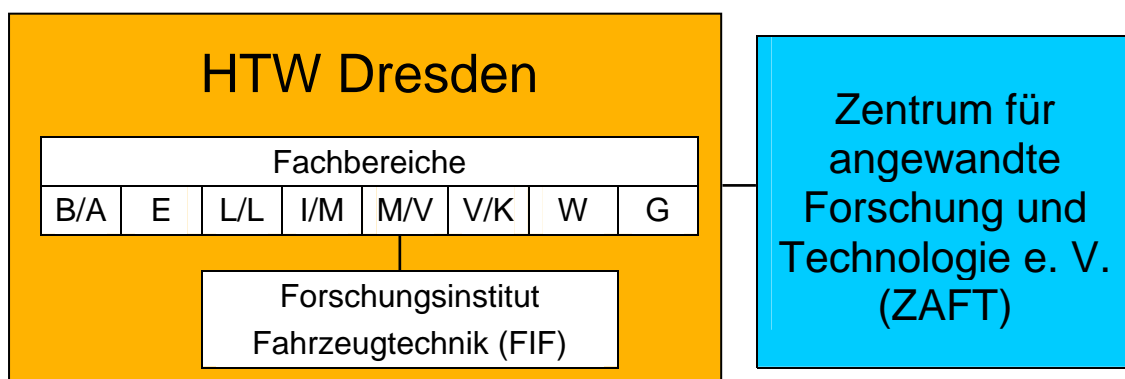 HTW Dresden
Fachbereiche
B/A E L/L I/M M/V V/K W G
Forschungsinstitut
Fahrzeugtechnik (FIF)
Zentrum für
angewandte
Forschung und
Technologie e. V.
(ZAFT)